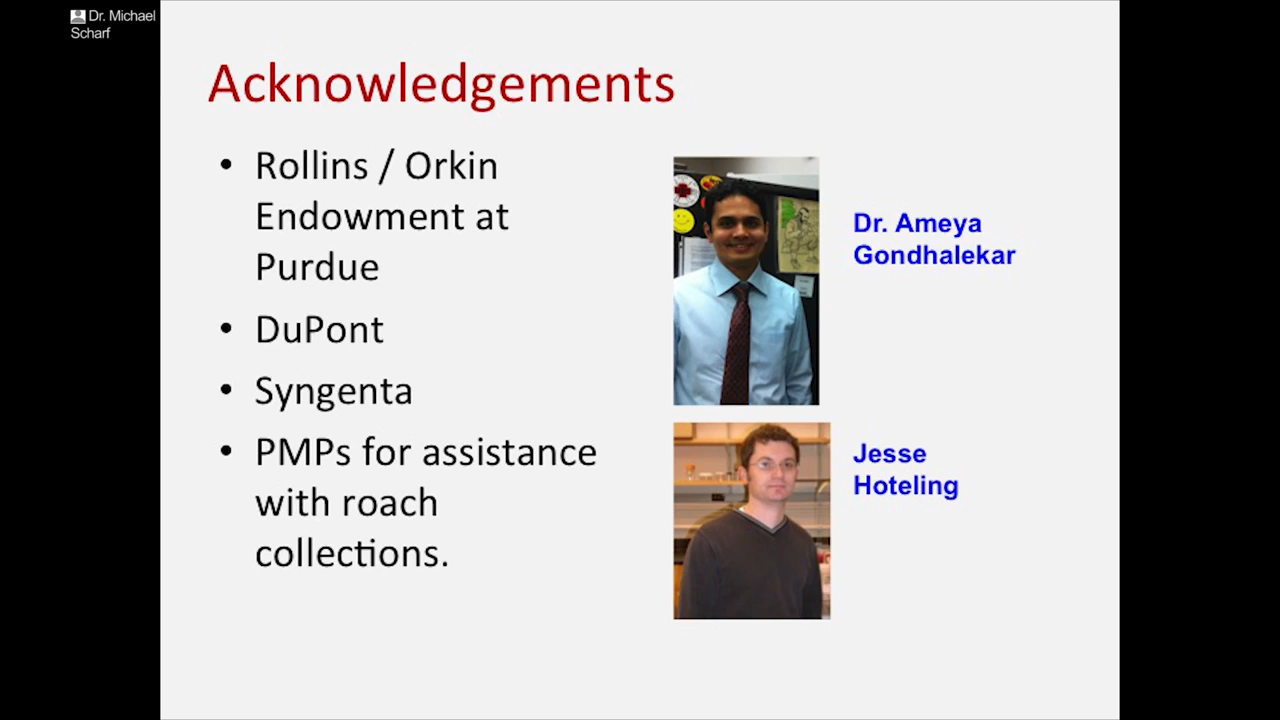 Dr. Michael
Scharf
Acknowledgements
• Rollins / Orkin
Endowment at
Purdue
• DuPont
• Syngenta
• PMPs for assistance
with roach
collections.
Dr. Ameya
Gondhalekar
Jesse
Hoteling